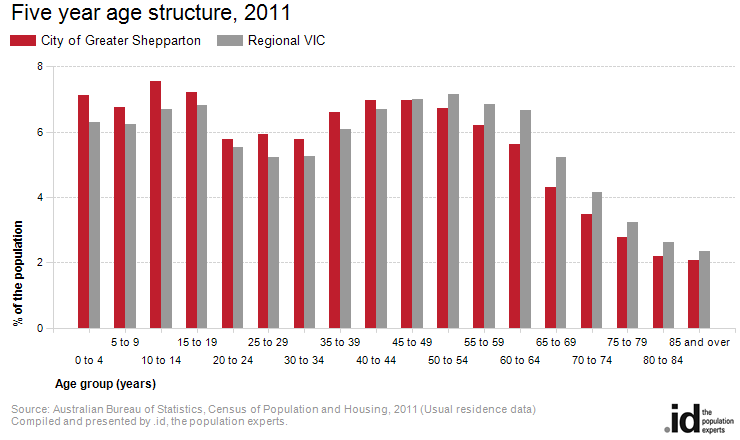 Five year age structure, 2011
City of Greater Shepparton Regional VIC
8
6
4
2
0
% of the population
5 to 9 15 to 19 25 to 29 35 to 39 45 to 49 55 to 59 65 to 69 75 to 79 85 and over
0 to 4 10 to 14 20 to 24 30 to 34 40 to 44 50 to 54 60 to 64 70 to 74 80 to 84
Age group (years)
Source: Australian Bureau of Statistics, Census of Population and Housing, 2011 (Usual residence data)
Compiled and presented by .id, the population experts.
.id the population experts